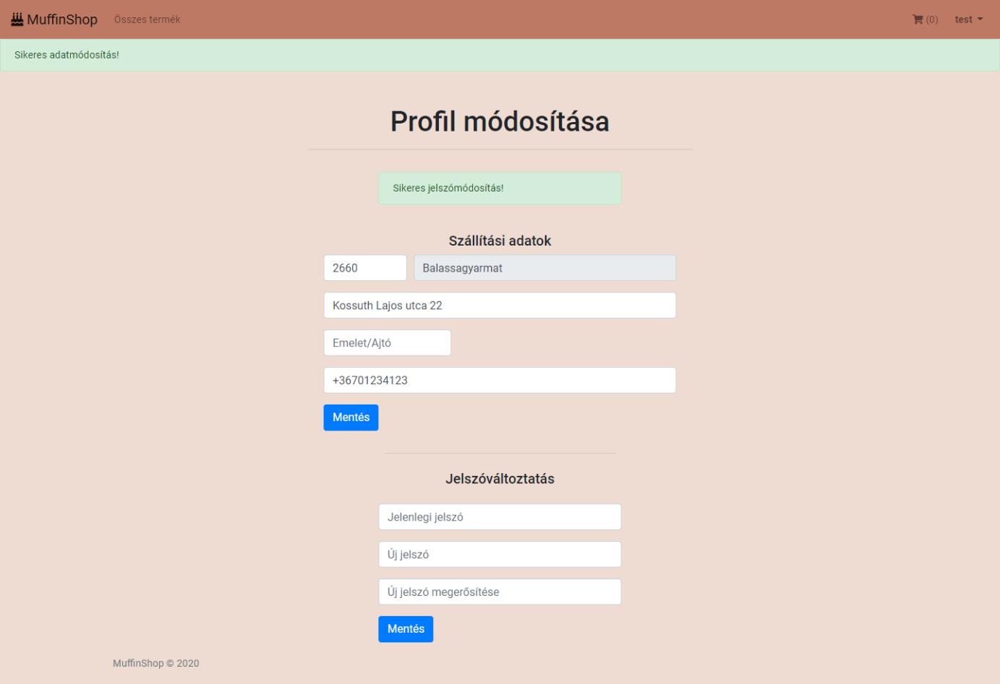 MuffinShop Összes termék (0) test
Sikeres adatmódosítás!
Profil módosítása
Sikeres jelszómódosítás!
Szállítási adatok
2660 Balassagyarmat
Kossuth Lajos utca 22
Emelet/Ajtó
+36701234123
Mentés
Jelszóváltoztatás
Jelenlegi jelszó
Új jelszó
Új jelszó megerősítése
Mentés
MuffinShop © 2020